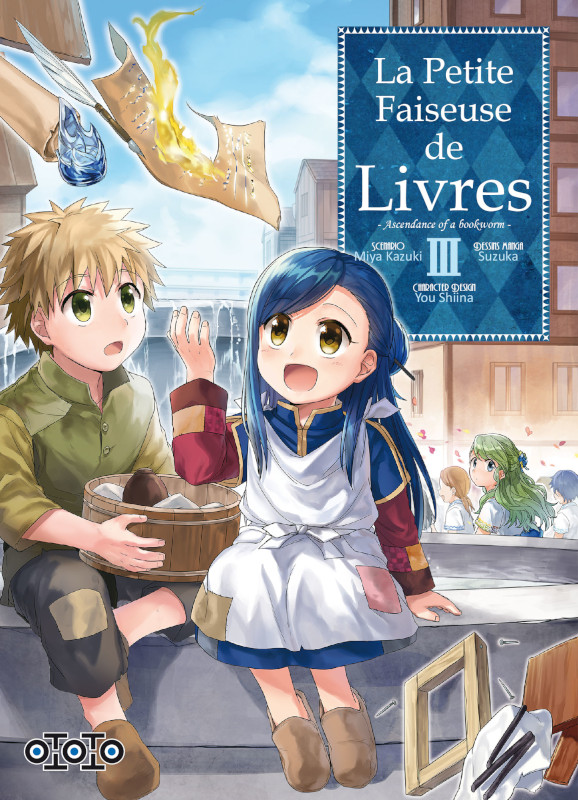 La Petite
Faiseuse
de
Livres
- Ascendance of a bookworm -
SCENARIO
Miya Kazuki
III
DESSINS MANGA
Suzuka
CHARACTER DESIGN
You Shiina
OTOTO